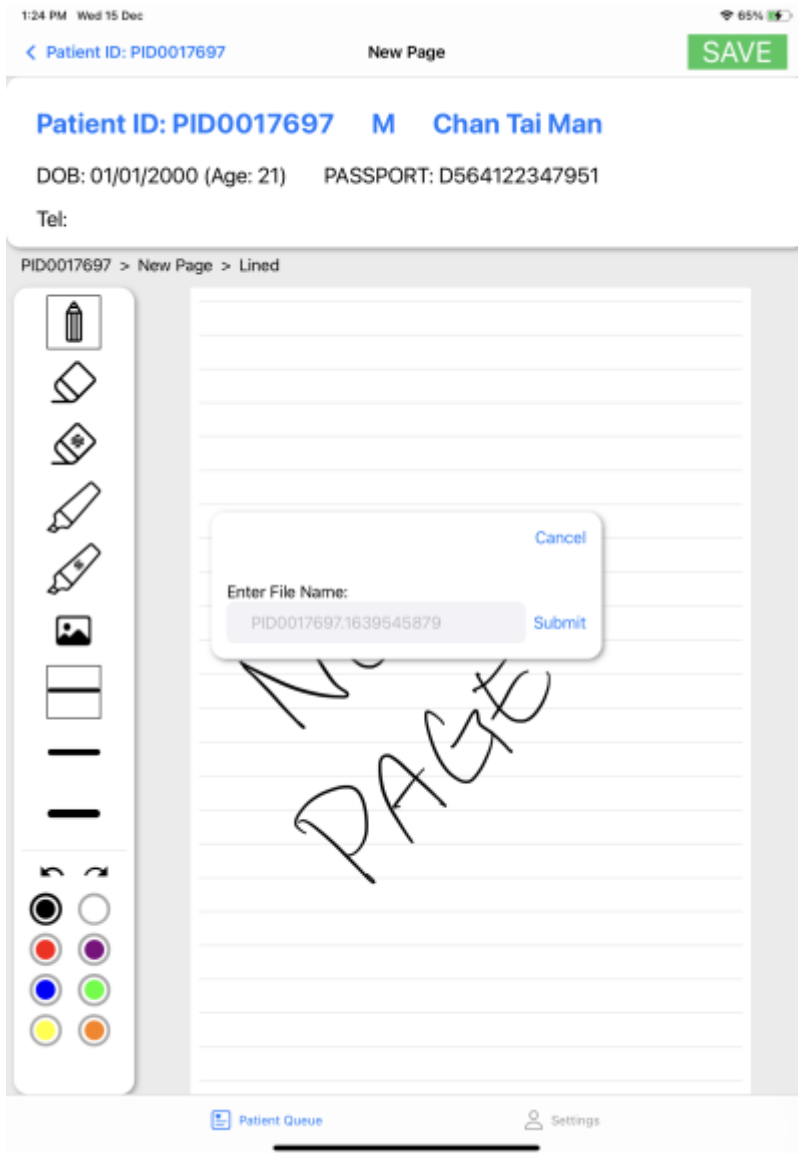 1:24 PM Wed 15 Dec 65%
Patient ID: PID0017697 New Page SAVE
Patient ID: PID0017697 M Chan Tai Man
DOB: 01/01/2000 (Age: 21) PASSPORT: D564122347951
Tel:
PID0017697 > New Page > Lined
Cancel
Enter File Name:
PID0017697.1639545879 Submit
PAGE
Patient Queue Settings